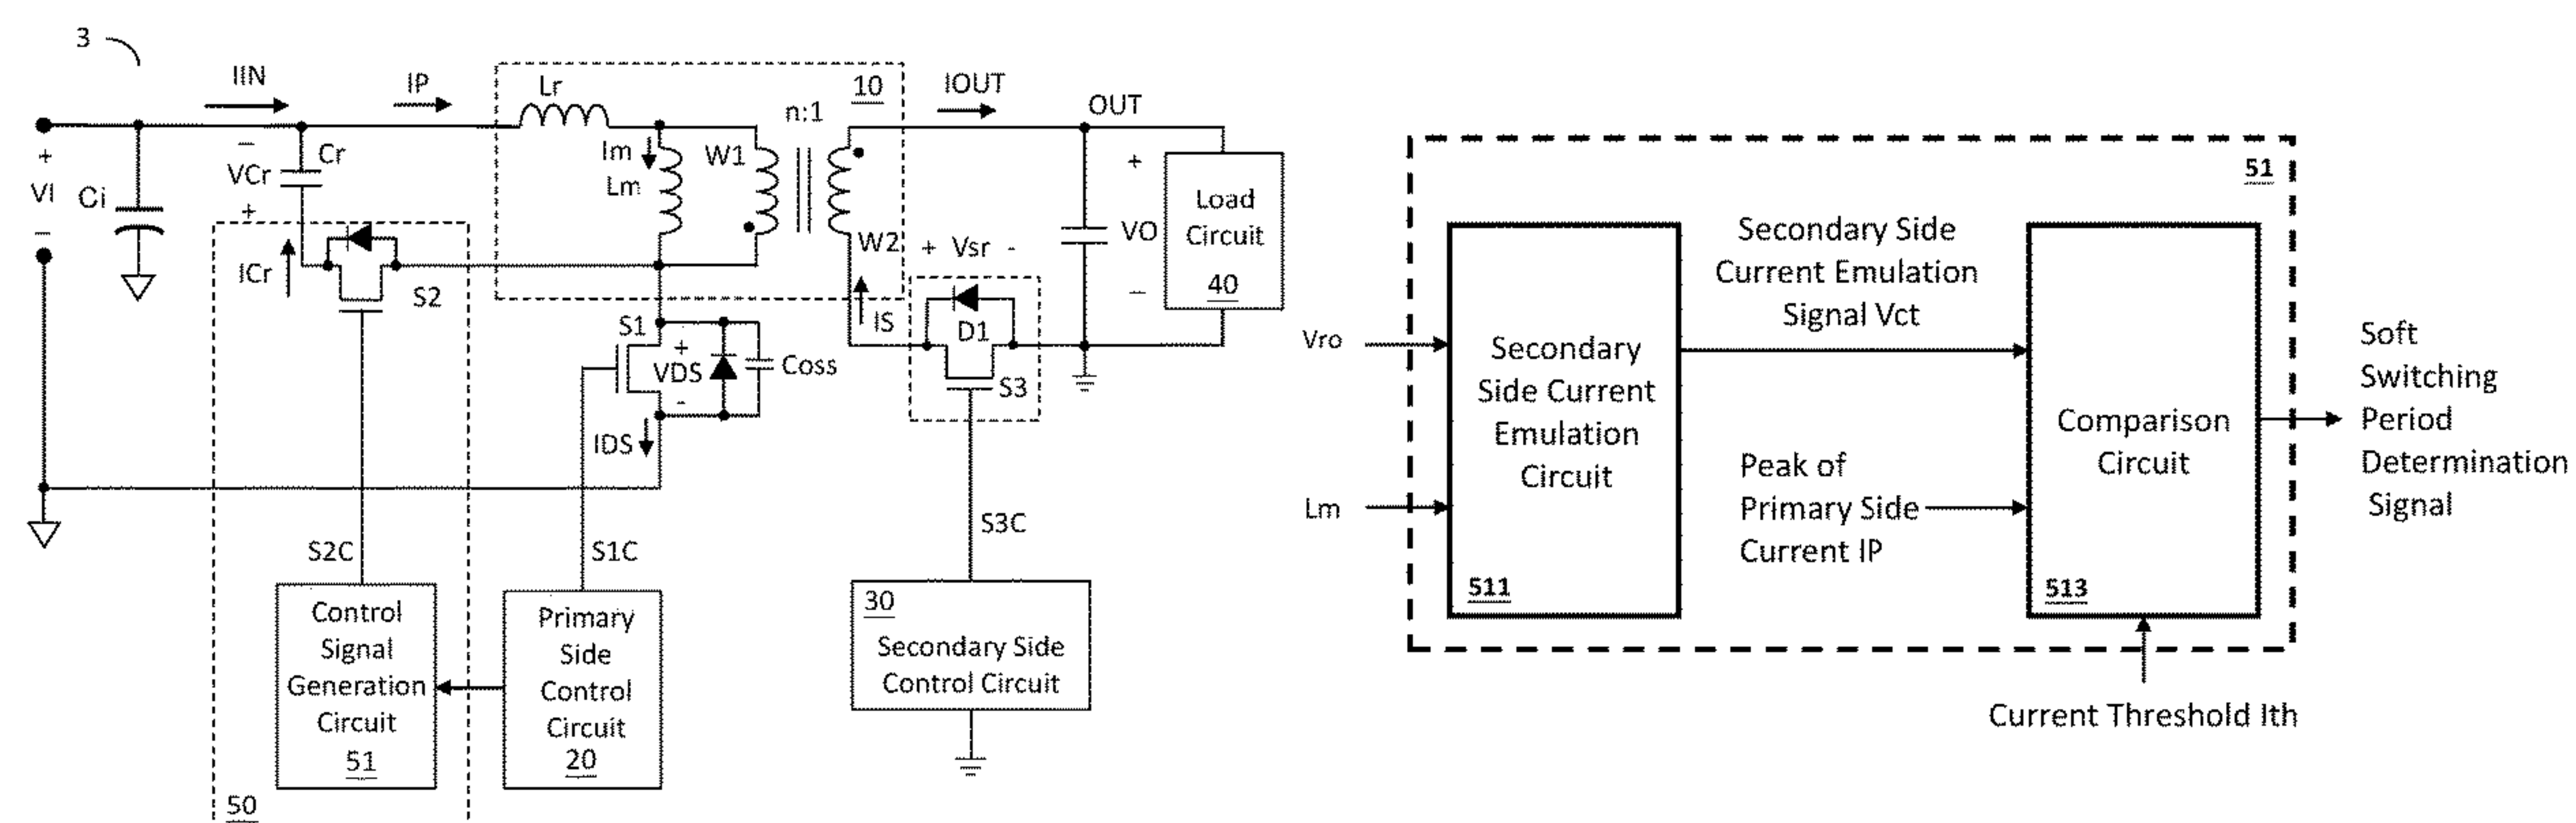 3
IIN
IP
Lr
10
n:1
IOUT
OUT
+
VI
−
Ci
−
VCr
+
Cr
Im
Lm
W1
W2
+
VO
−
Load
Circuit
40
ICr
S2
S1
+
VDS
-
Coss
IDS
IS
+ Vsr -
D1
S3
S2C
S1C
S3C
Control
Signal
Generation
Circuit
51
Primary
Side
Control
Circuit
20
30
Secondary Side
Control Circuit
50
51
Vro
Lm
Secondary
Side Current
Emulation
Circuit
511
Secondary Side
Current Emulation
Signal Vct
Peak of
Primary Side
Current IP
Comparison
Circuit
513
Current Threshold Ith
Soft
Switching
Period
Determination
Signal